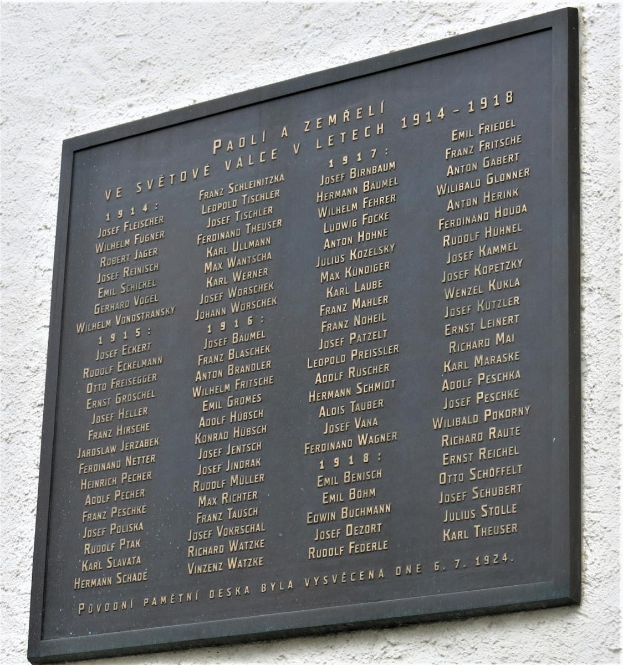 PADLÍ A ZEMŘELÍ
VE SVĚTOVÉ VÁLCE V LETECH 1914-1918
1914:
JOSEF FLEISCHER
WILHELM FÜGNER
ROBERT JÄGER
JOSEF REINISCH
EMIL SCHICKEL
GERHARD VOGEL
WILHELM VONDSTRANSKY
1915:
JOSEF ECKERT
RUDOLF ECKELMANN
OTTO FREISEGGER
ERNST GRÖSCHEL
JOSEF HELLER
FRANZ HIRSCHE
JAROSLAW JERZABEK
FERDINAND NETTER
HEINRICH PECHER
ADOLF PECHER
FRANZ PESCHKE
JOSEF POLISKA
RUDOLF PTAK
KARL SLAVATA
HERMANN SCHADE
FRANZ SCHLEINITZKA
LEOPOLD TISCHLER
JOSEF TISCHLER
FERDINAND THEUSER
KARL ULLMANN
MAX WANTSCHA
KARL WERNER
JOSEF WORSCHEK
JOHANN WORSCHEK
1916:
JOSEF BÄUMEL
FRANZ BLASCHEK
ANTON BRANDLER
WILHELM FRITSCHE
EMIL GROMES
ADOLF HÜBSCH
KONRAD HÜBSCH
JOSEF JENTSCH
JOSEF JINDRAK
RUDOLF MÜLLER
MAX RICHTER
FRANZ TAUSCH
JOSEF VOKRSCHAL
RICHARD WATZKE
VINZENZ WATZKE
1917:
JOSEF BIRNBAUM
HERMANN BÄUMEL
WILHELM FEHRER
LUDWIG FOCKE
ANTON HÖHNE
JULIUS KOZELSKY
MAX KÜNDIGER
KARL LAUBE
FRANZ MAHLER
FRANZ NOHEIL
JOSEF PATZELT
LEOPOLD PREISSLER
ADOLF RUSCHER
HERMANN SCHMIDT
ALOIS TAUBER
JOSEF VANA
FERDINAND WAGNER
1918:
EMIL BENISCH
EMIL BÖHM
EDWIN BUCHMANN
JOSEF DEZORT
RUDOLF FEDERLE
EMIL FRIEDEL
FRANZ FRITSCHE
ANTON GABERT
WILIBALD GLONNER
ANTON HERINK
FERDINAND HOUDA
RUDOLF HÜHNEL
JOSEF KAMMEL
JOSEF KOPETZKY
WENZEL KUKLA
JOSEF KUTZLER
ERNST LEINERT
RICHARD MAI
KARL MARASKE
ADOLF PESCHKA
JOSEF PESCHKE
WILIBALD POKORNY
RICHARD RAUTE
ERNST REICHEL
OTTO SCHÖFFELT
JOSEF SCHUBERT
JULIUS STOLLE
KARL THEUSER
PŮVODNÍ PAMĚTNÍ DESKA BYLA VYSVĚCENA DNE 6.7.1924.